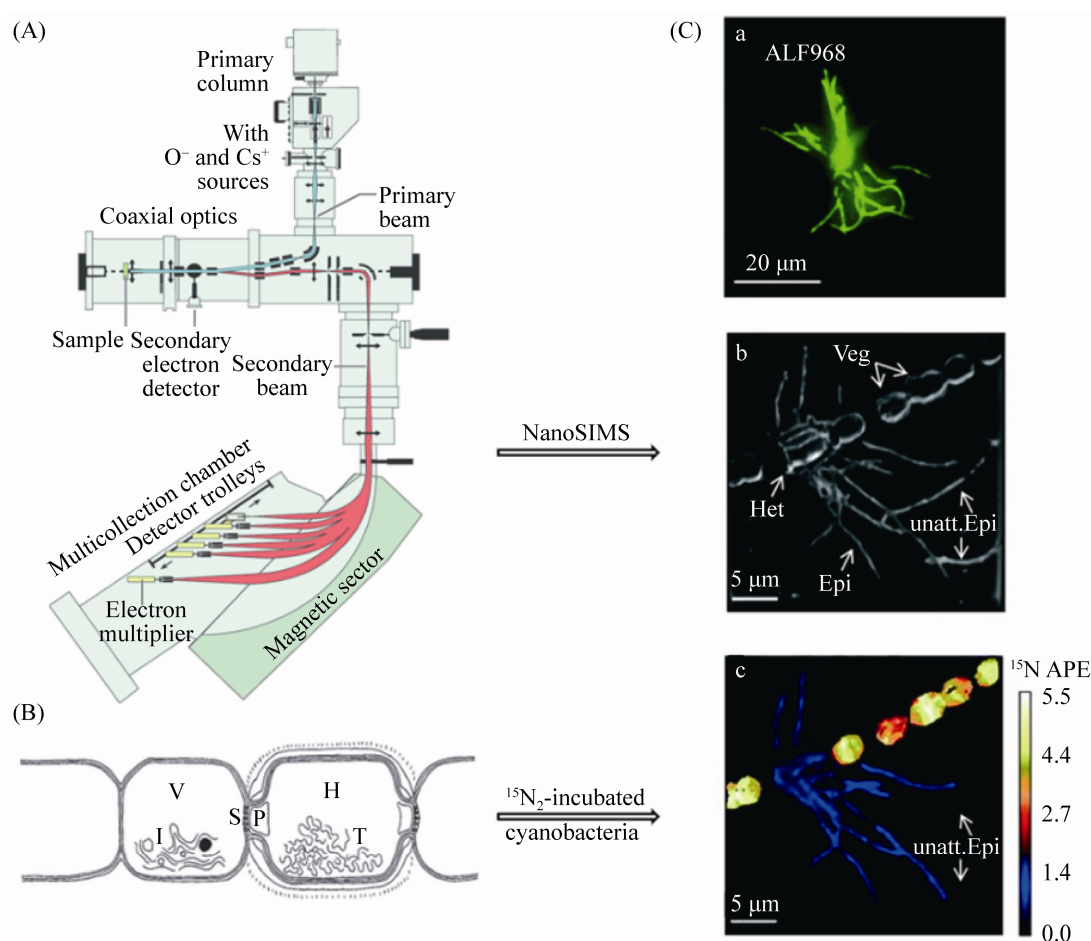 (A)
Primary
column
With
O⁻ and Cs⁺
sources
Primary
beam
Coaxial optics
Sample
Secondary
electron
detector
Secondary
beam
Multicollection chamber
Detector trolleys
Electron
multiplier
Magnetic sector
(B)
V
H
S
P
I
T
NanoSIMS
¹⁵N₂-incubated
cyanobacteria
(C)
a
ALF968
20 μm
b
Veg
Het
unatt.Epi
Epi
5 μm
c
¹⁵N APE
5.5
4.4
2.7
1.4
0.0
unatt.Epi
5 μm